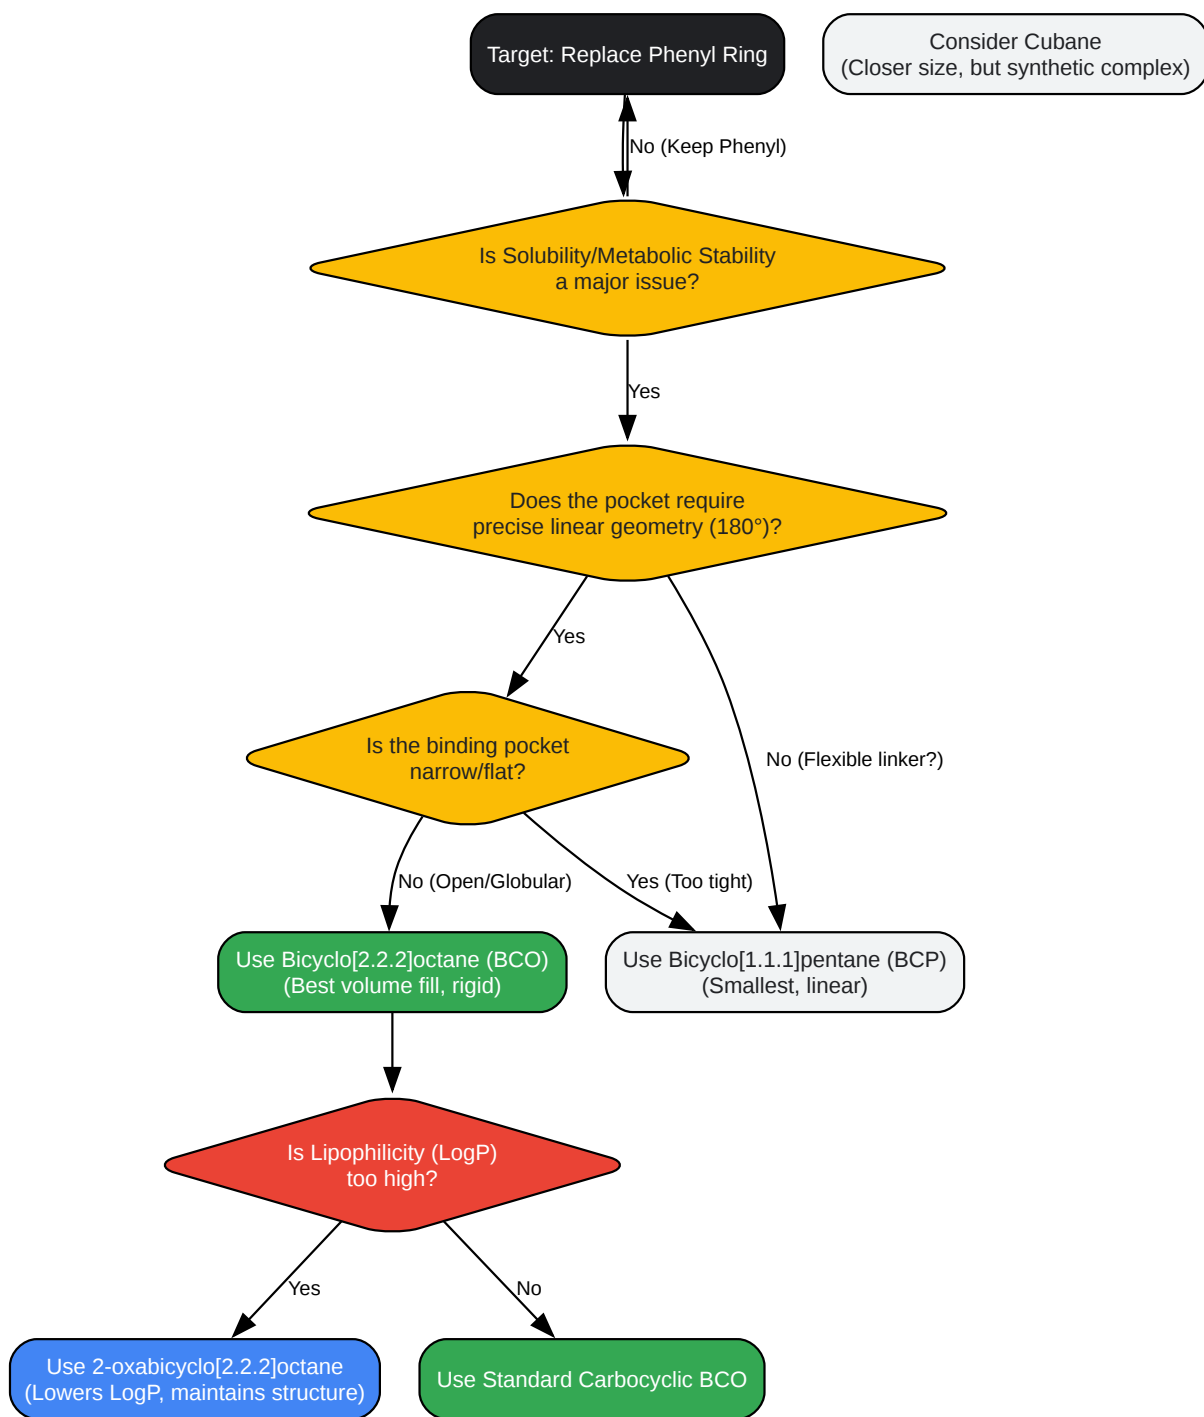 Target: Replace Phenyl Ring
Consider Cubane
(Closer size, but synthetic complex)
No (Keep Phenyl)
Is Solubility/Metabolic Stability
a major issue?
Yes
Does the pocket require
precise linear geometry (180°)?
Yes
Is the binding pocket
narrow/flat?
No (Flexible linker?)
No (Open/Globular)
Yes (Too tight)
Use Bicyclo[2.2.2]octane (BCO)
(Best volume fill, rigid)
Use Bicyclo[1.1.1]pentane (BCP)
(Smallest, linear)
Is Lipophilicity (LogP)
too high?
Yes
No
Use 2-oxabicyclo[2.2.2]octane
(Lowers LogP, maintains structure)
Use Standard Carbocyclic BCO